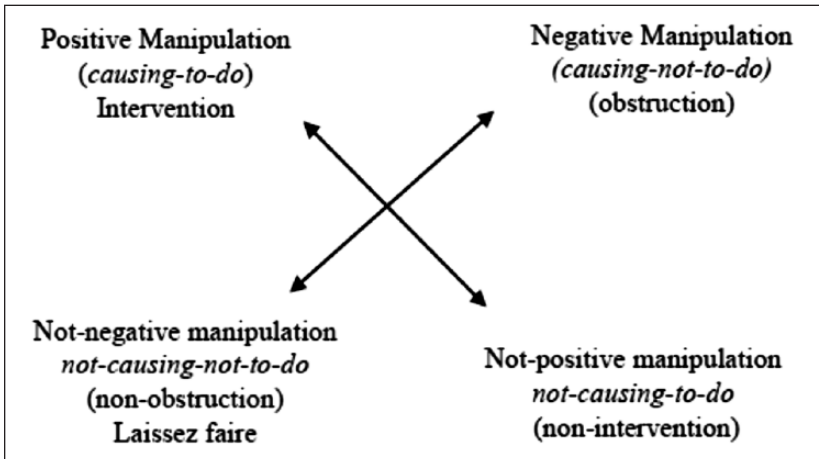 Positive Manipulation
(causing-to-do)
Intervention
Negative Manipulation
(causing-not-to-do)
(obstruction)
Not-negative manipulation
not-causing-not-to-do
(non-obstruction)
Laissez faire
Not-positive manipulation
not-causing-to-do
(non-intervention)